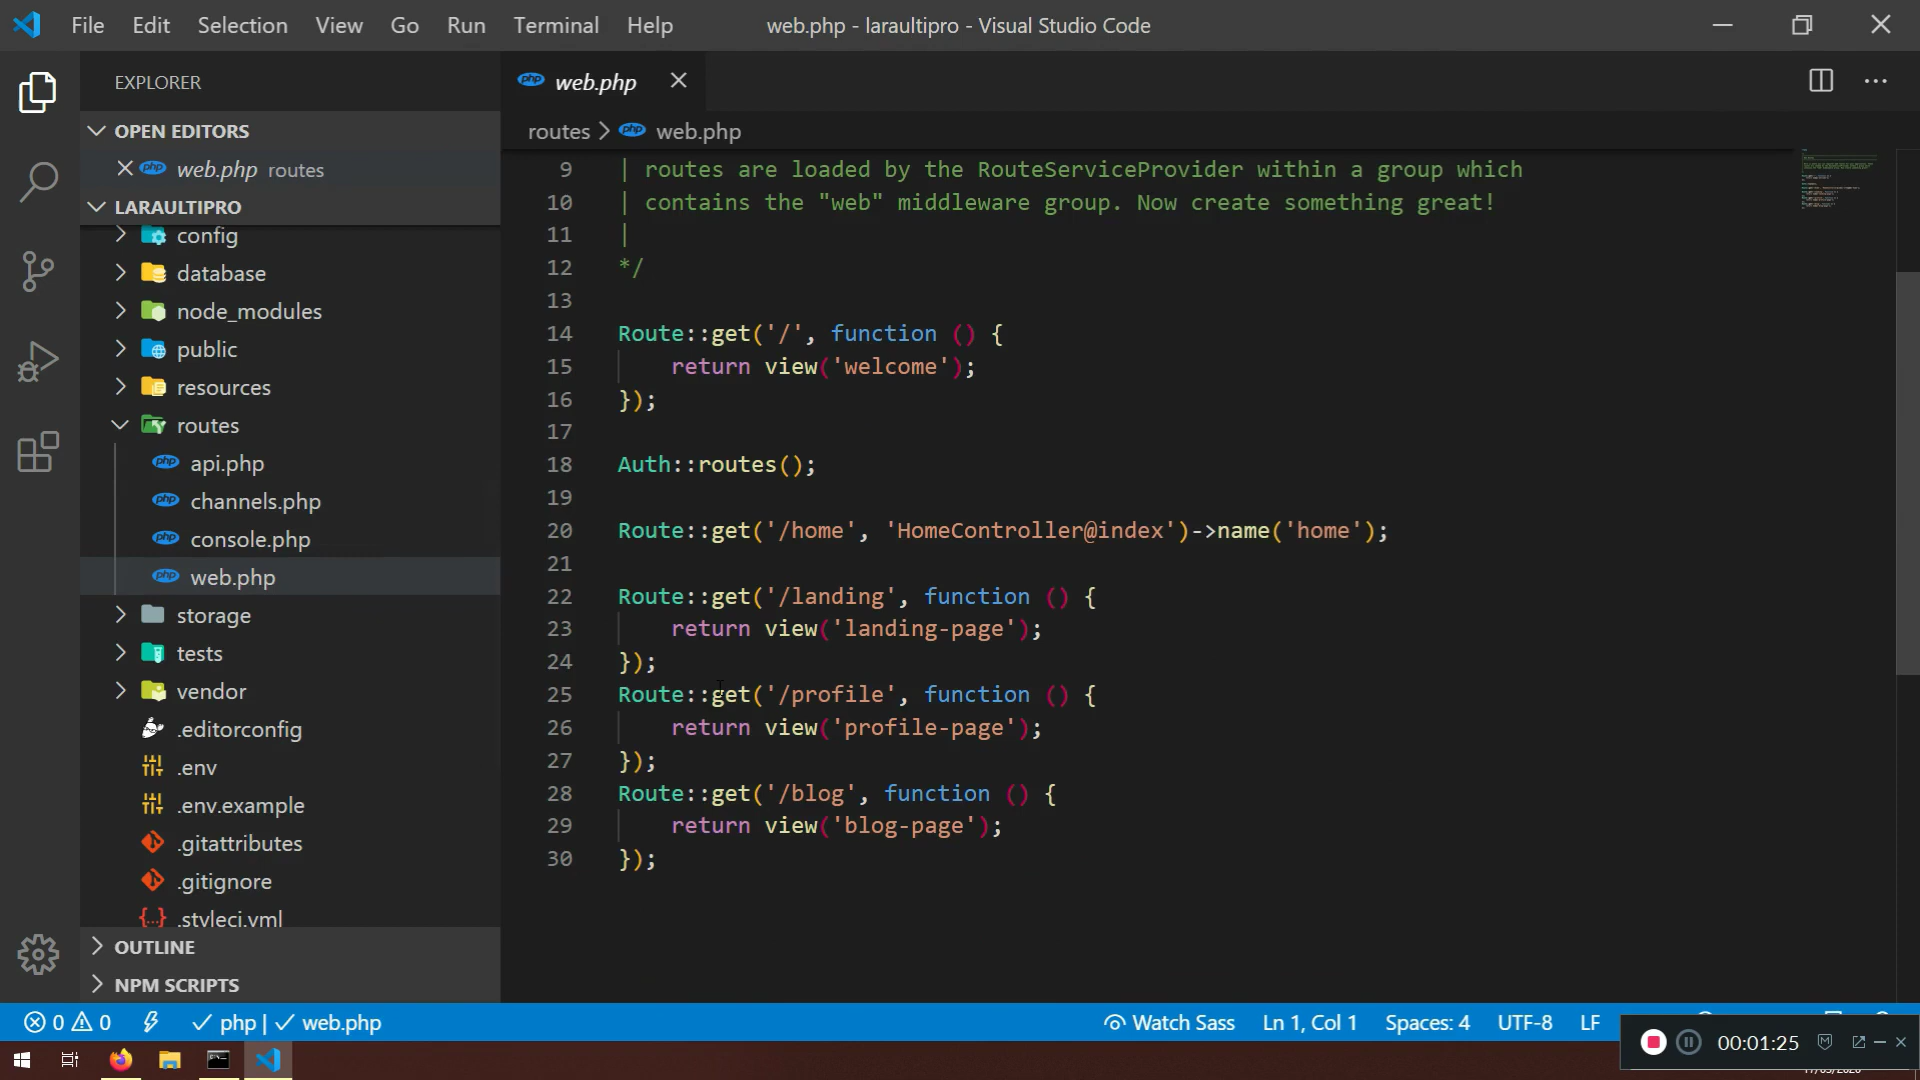 File Edit Selection View Go Run Terminal Help
web.php - laraultipro - Visual Studio Code
EXPLORER
OPEN EDITORS
web.php routes
LARAULTIPRO
config
database
node_modules
public
resources
routes
api.php
channels.php
console.php
web.php
storage
tests
vendor
.editorconfig
.env
.env.example
.gitattributes
.gitignore
.styleci.yml
OUTLINE
NPM SCRIPTS
php web.php
routes > php web.php
9 | routes are loaded by the RouteServiceProvider within a group which
10 | contains the "web" middleware group. Now create something great!
11 |
12 */
13
14 Route::get('/', function () {
15 return view('welcome');
16 });
17
18 Auth::routes();
19
20 Route::get('/home', 'HomeController@index')->name('home');
21
22 Route::get('/landing', function () {
23 return view('landing-page');
24 });
25 Route::get('/profile', function () {
26 return view('profile-page');
27 });
28 Route::get('/blog', function () {
29 return view('blog-page');
30 });
0 0 php | web.php
Watch Sass Ln 1, Col 1 Spaces: 4 UTF-8 LF
00:01:25